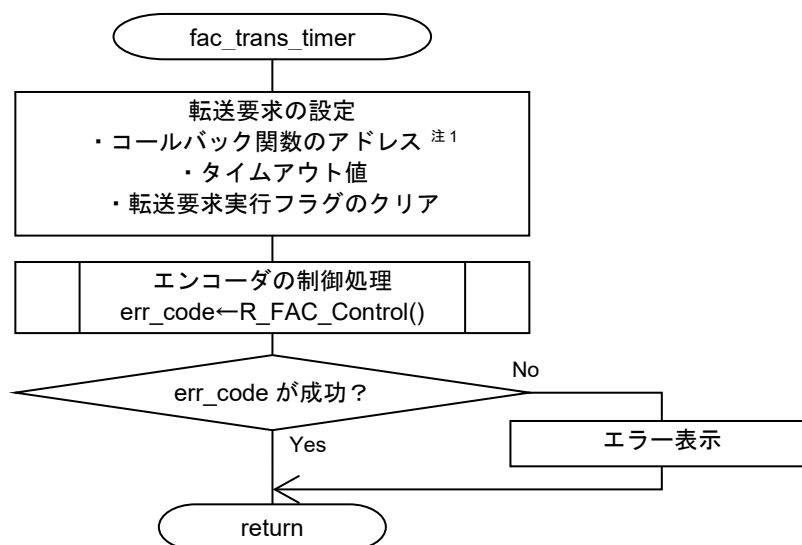 fac_trans_timer
転送要求の設定
・コールバック関数のアドレス 注1
・タイムアウト値
・転送要求実行フラグのクリア
エンコーダの制御処理
err_code←R_FAC_Control()
err_code が成功？
No
Yes
エラー表示
return